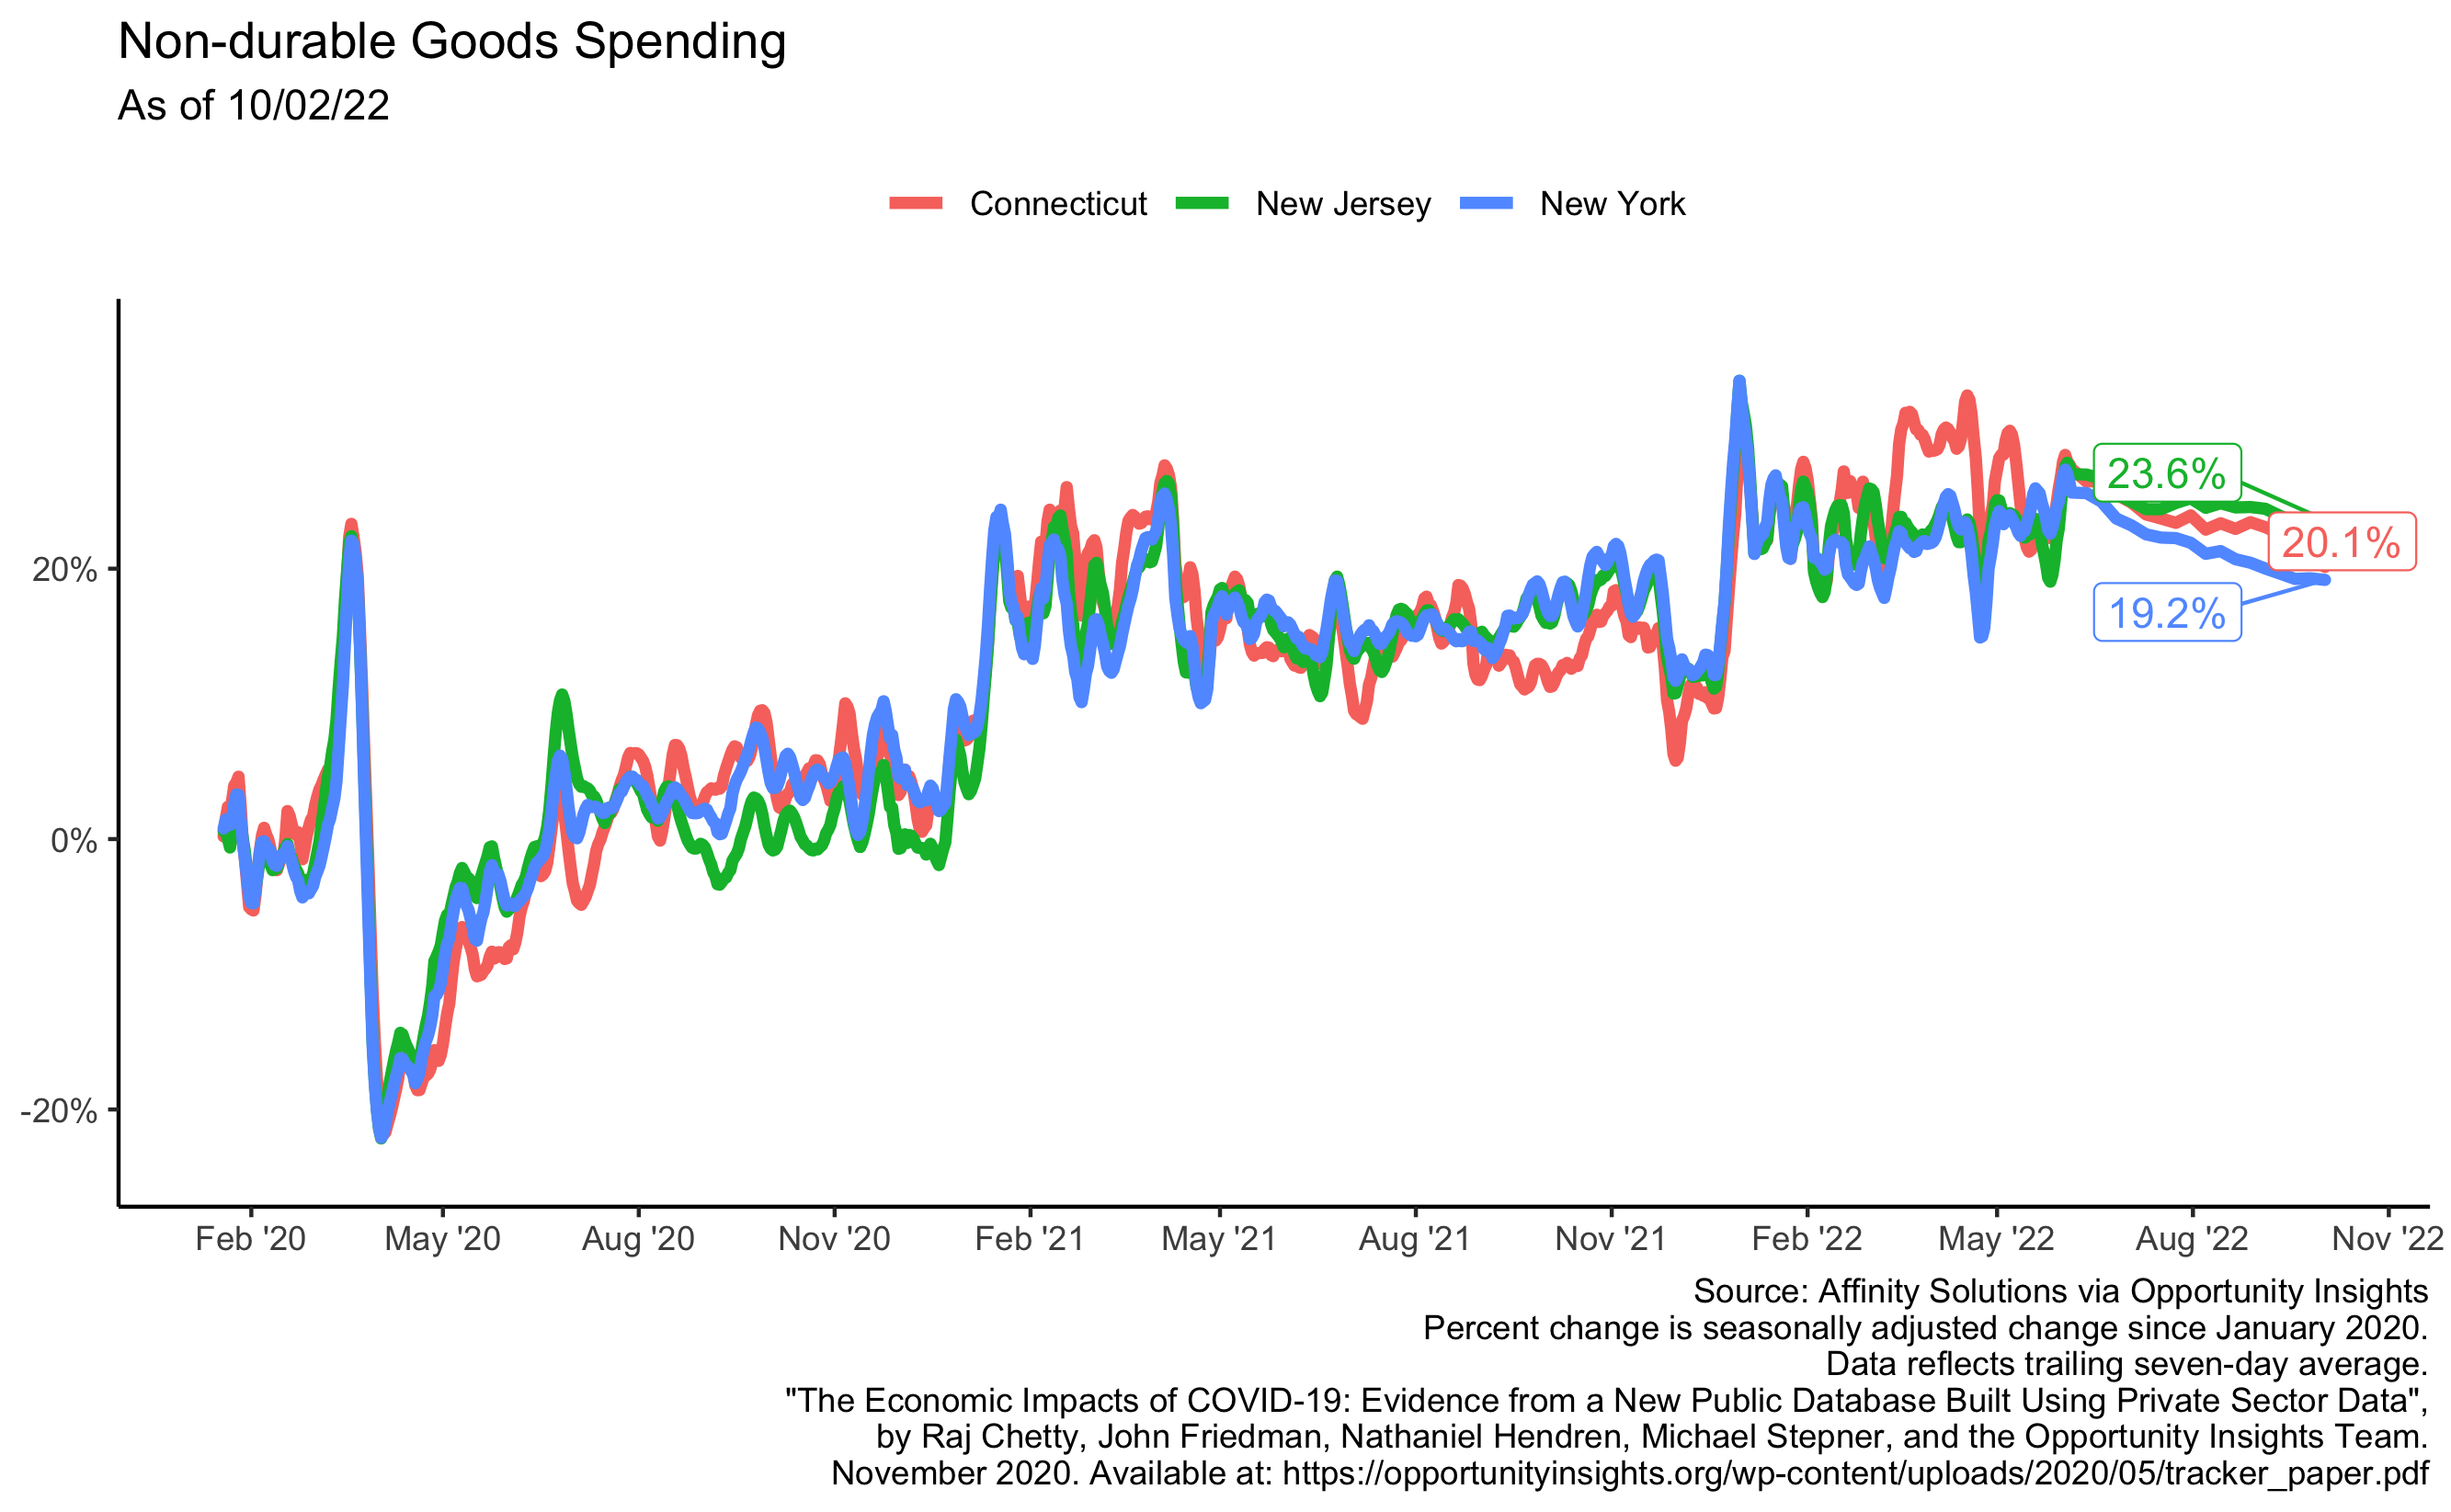 Non-durable Goods Spending
As of 10/02/22
Connecticut New Jersey New York
23.6%
20.1%
19.2%
20%
0%
-20%
Feb '20 May '20 Aug '20 Nov '20 Feb '21 May '21 Aug '21 Nov '21 Feb '22 May '22 Aug '22 Nov '22
Source: Affinity Solutions via Opportunity Insights
Percent change is seasonally adjusted change since January 2020.
Data reflects trailing seven-day average.
"The Economic Impacts of COVID-19: Evidence from a New Public Database Built Using Private Sector Data",
by Raj Chetty, John Friedman, Nathaniel Hendren, Michael Stepner, and the Opportunity Insights Team.
November 2020. Available at: https://opportunityinsights.org/wp-content/uploads/2020/05/tracker_paper.pdf